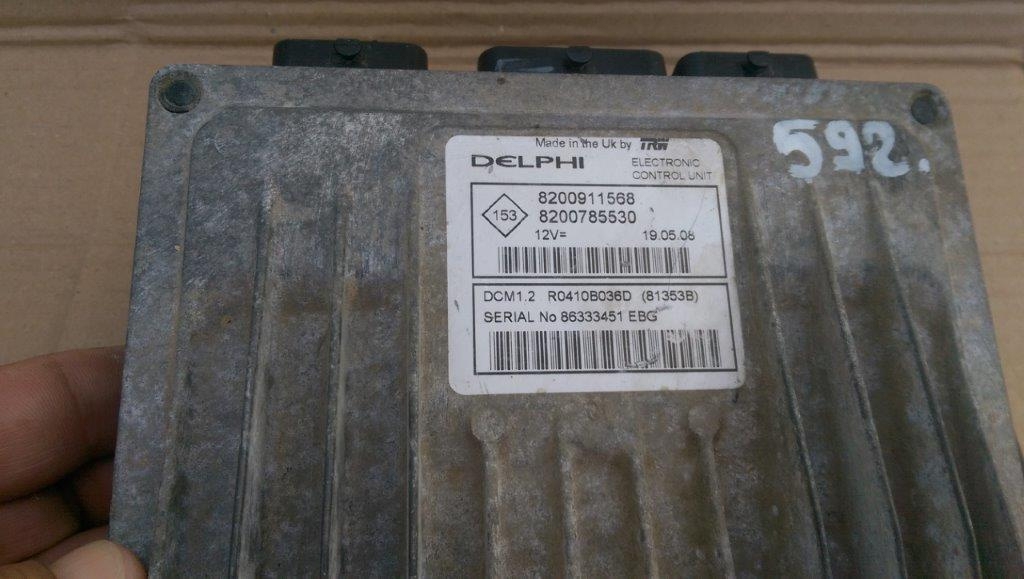 Made in the Uk by TRW
DELPHI
ELECTRONIC
CONTROL UNIT
592.
153
8200911568
8200785530
12V=
19.05.08
DCM1.2 R0410B036D (81353B)
SERIAL No 86333451 EBG